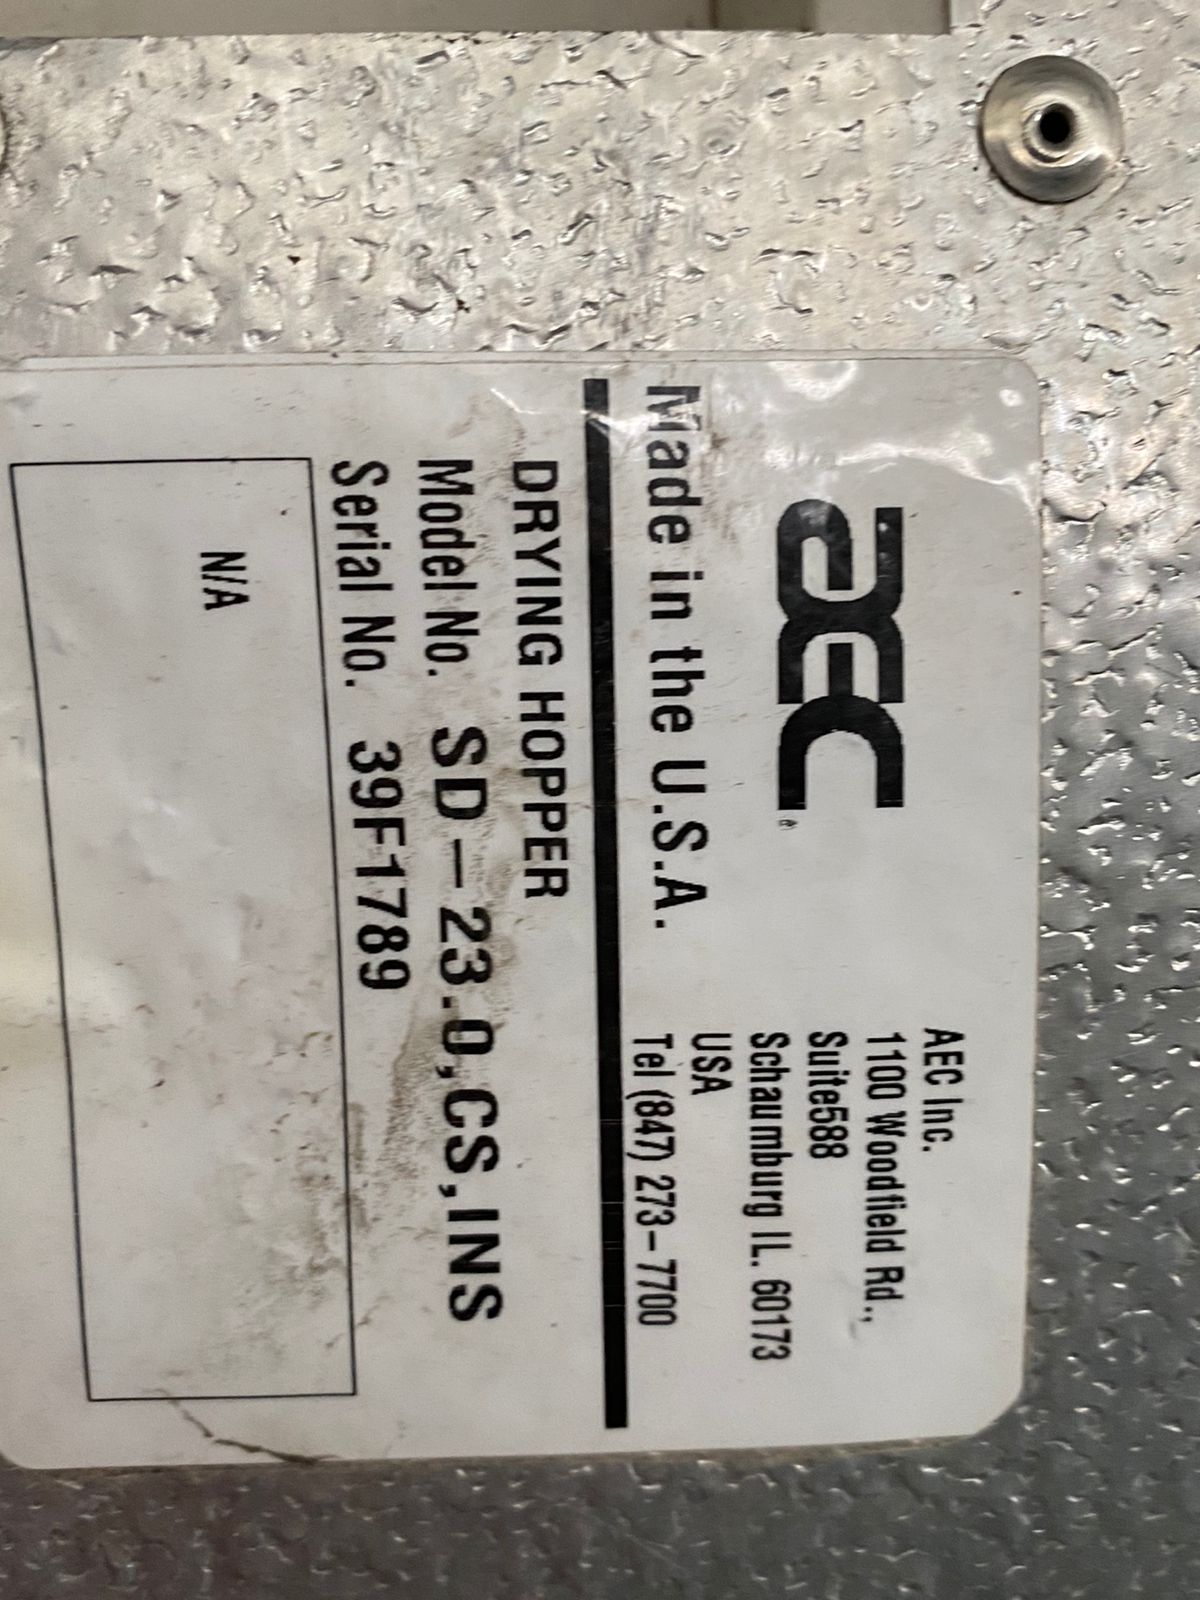 AEC®
Made in the U.S.A.
AEC Inc.
1100 Woodfield Rd.,
Suite588
Schaumburg IL. 60173
USA
Tel (847) 273-7700
DRYING HOPPER
Model No. SD-23.0,CS,INS
Serial No. 39F1789
N/A